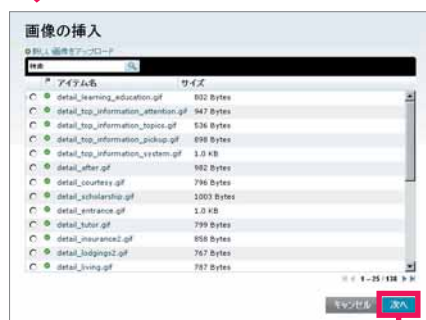 画像の挿入
新しい画像をアップロード
検索
アイテム名 サイズ
detail_learning_education.gif 802 Bytes
detail_top_information_attention.gif 947 Bytes
detail_top_information_topics.gif 536 Bytes
detail_top_information_pickup.gif 898 Bytes
detail_top_information_system.gif 1.0 KB
detail_after.gif 982 Bytes
detail_courtesy.gif 796 Bytes
detail_scholarship.gif 1003 Bytes
detail_entrance.gif 1.0 KB
detail_tutor.gif 799 Bytes
detail_insurance2.gif 858 Bytes
detail_lodgings2.gif 767 Bytes
detail_living.gif 787 Bytes
1-25/138
キャンセル 次へ